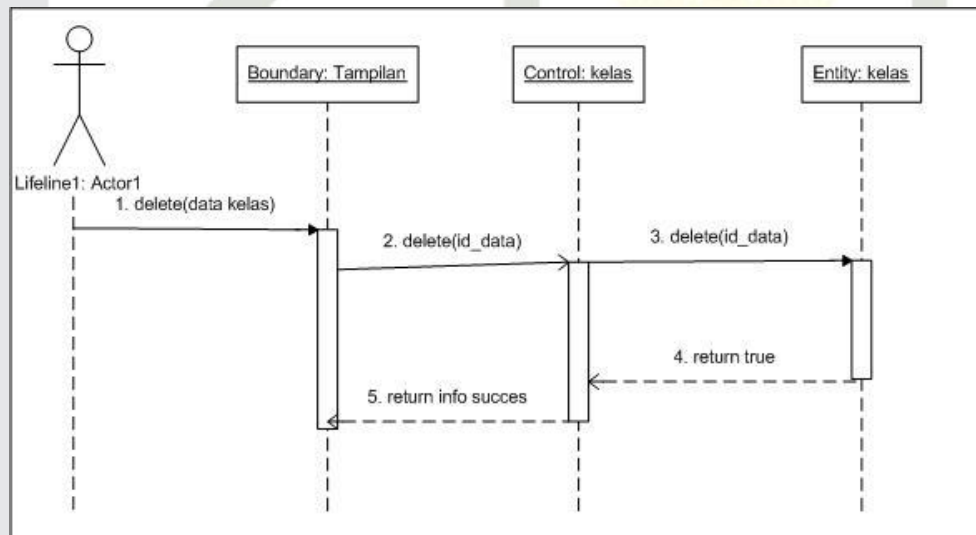 Boundary: Tampilan
Control: kelas
Entity: kelas
Lifeline1: Actor1
1. delete(data kelas)
2. delete(id_data)
3. delete(id_data)
4. return true
5. return info succes